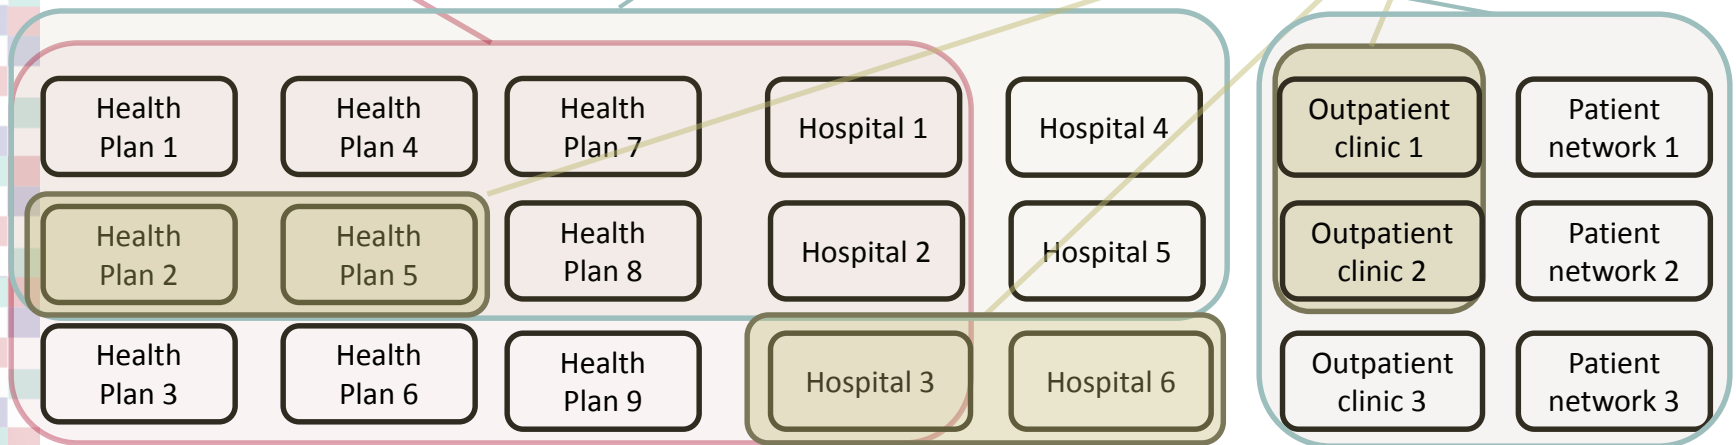 Health
Plan 1
Health
Plan 4
Health
Plan 7
Hospital 1
Hospital 4
Outpatient
clinic 1
Patient
network 1
Health
Plan 2
Health
Plan 5
Health
Plan 8
Hospital 2
Hospital 5
Outpatient
clinic 2
Patient
network 2
Health
Plan 3
Health
Plan 6
Health
Plan 9
Hospital 3
Hospital 6
Outpatient
clinic 3
Patient
network 3